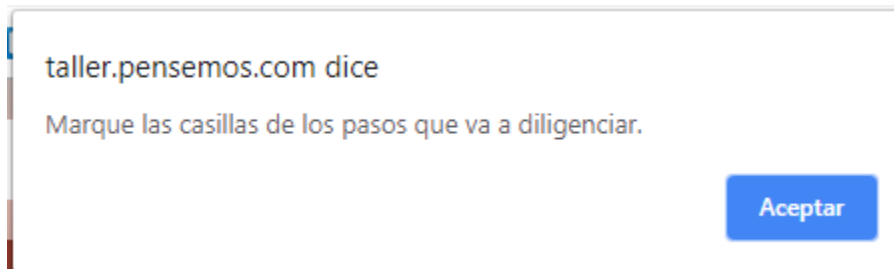 taller.pensemos.com dice
Marque las casillas de los pasos que va a diligenciar.
Aceptar